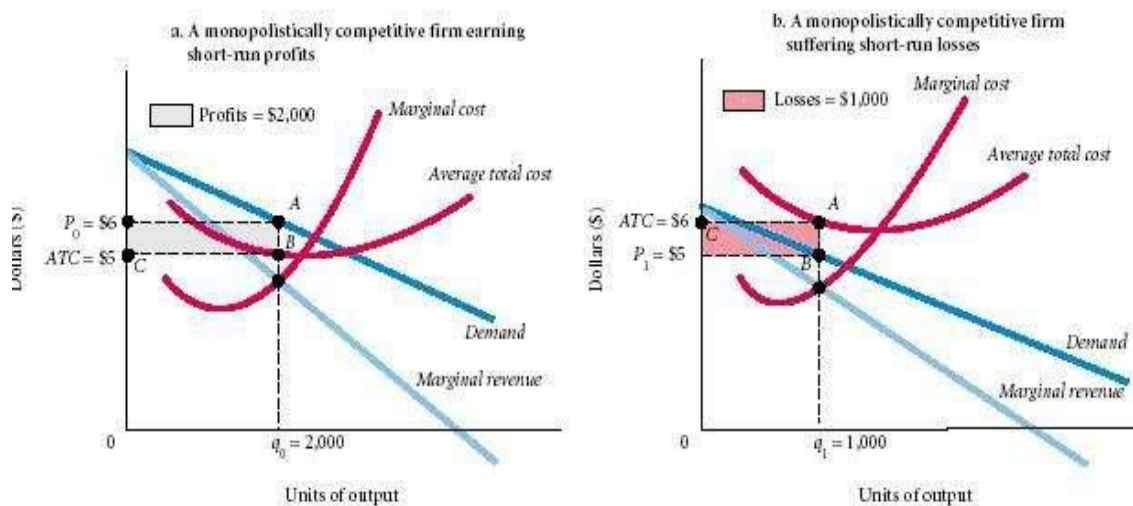 a. A monopolistically competitive firm earning
short-run profits
Profits = $2,000
Marginal cost
Average total cost
Dollars ($)
P0 = $6
ATC = $5
A
B
C
Demand
Marginal revenue
0
q0 = 2,000
Units of output
b. A monopolistically competitive firm
suffering short-run losses
Losses = $1,000
Marginal cost
Average total cost
Dollars ($)
ATC = $6
P1 = $5
A
C
B
Demand
Marginal revenue
0
q1 = 1,000
Units of output